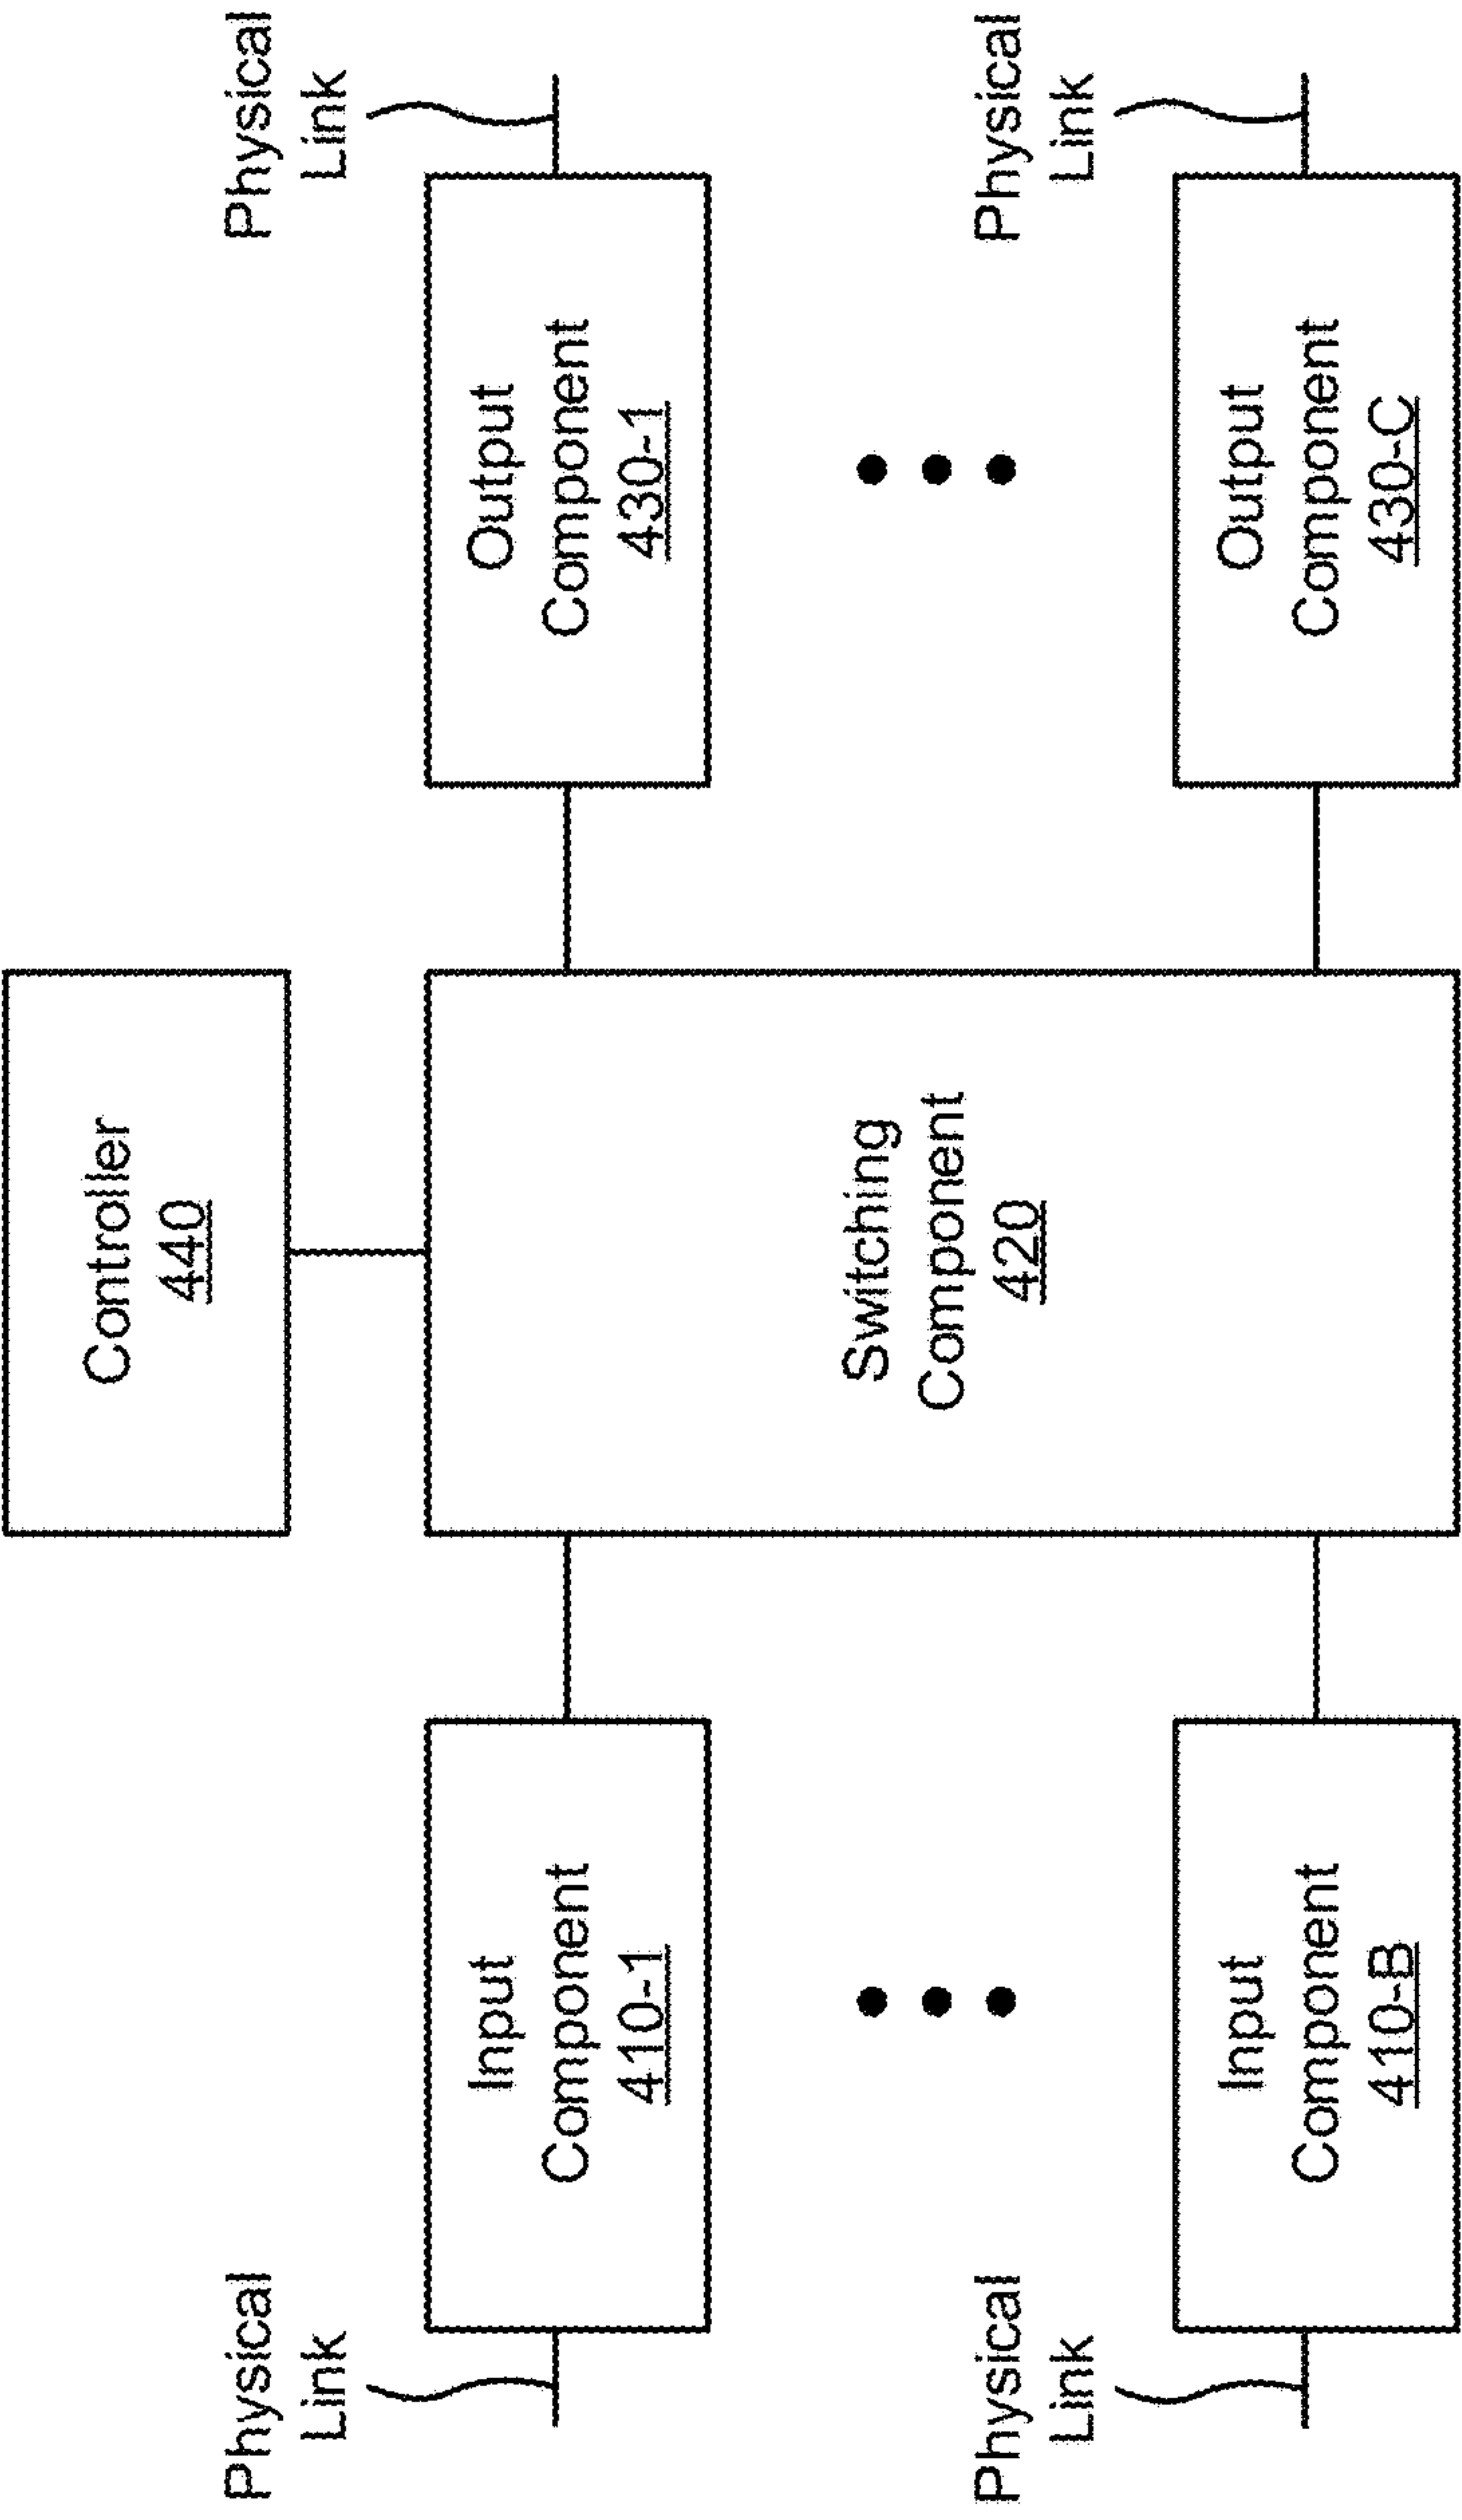 Controller
440
Physical
Link
Input
Component
410-1
Switching
Component
420
Output
Component
430-1
Physical
Link
Physical
Link
Input
Component
410-B
Output
Component
430-C
Physical
Link